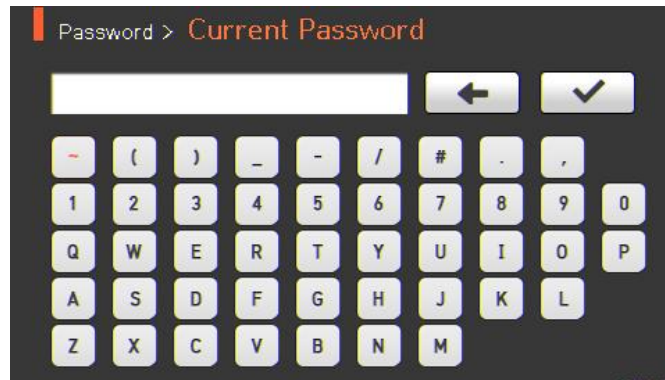 Password > Current Password
~ ( ) _ - / # . ,
1 2 3 4 5 6 7 8 9 0
Q W E R T Y U I O P
A S D F G H J K L
Z X C V B N M